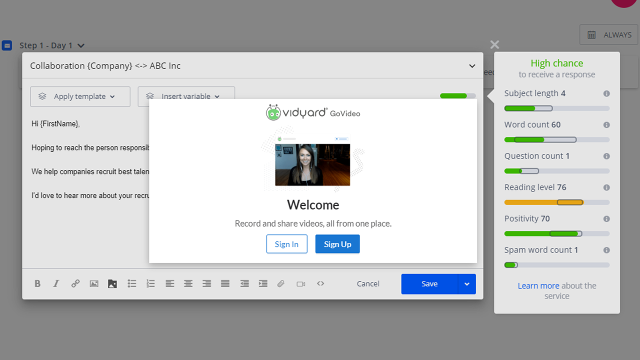 Step 1 - Day 1
ALWAYS
Collaboration {Company} <-> ABC Inc
Apply template
Insert variable
Hi {FirstName},
Hoping to reach the person responsib
We help companies recruit best talen
I'd love to hear more about your recru
vidyard GoVideo
Welcome
Record and share videos, all from one place.
Sign In
Sign Up
B
I
Cancel
Save
High chance
to receive a response
Subject length 4
Word count 60
Question count 1
Reading level 76
Positivity 70
Spam word count 1
Learn more about the
service